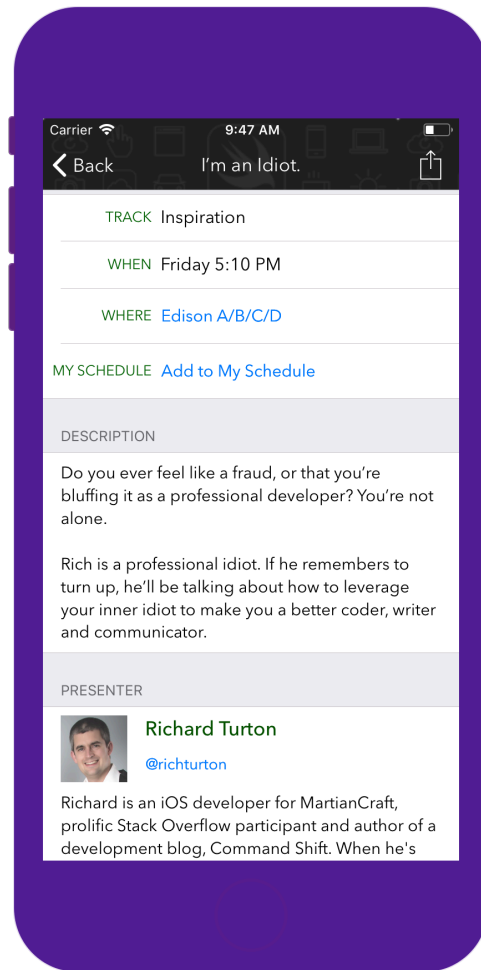 Carrier 9:47 AM
Back I’m an Idiot.
TRACK Inspiration
WHEN Friday 5:10 PM
WHERE Edison A/B/C/D
MY SCHEDULE Add to My Schedule
DESCRIPTION
Do you ever feel like a fraud, or that you’re
bluffing it as a professional developer? You’re not
alone.
Rich is a professional idiot. If he remembers to
turn up, he’ll be talking about how to leverage
your inner idiot to make you a better coder, writer
and communicator.
PRESENTER
Richard Turton
@richturton
Richard is an iOS developer for MartianCraft,
prolific Stack Overflow participant and author of a
development blog, Command Shift. When he's